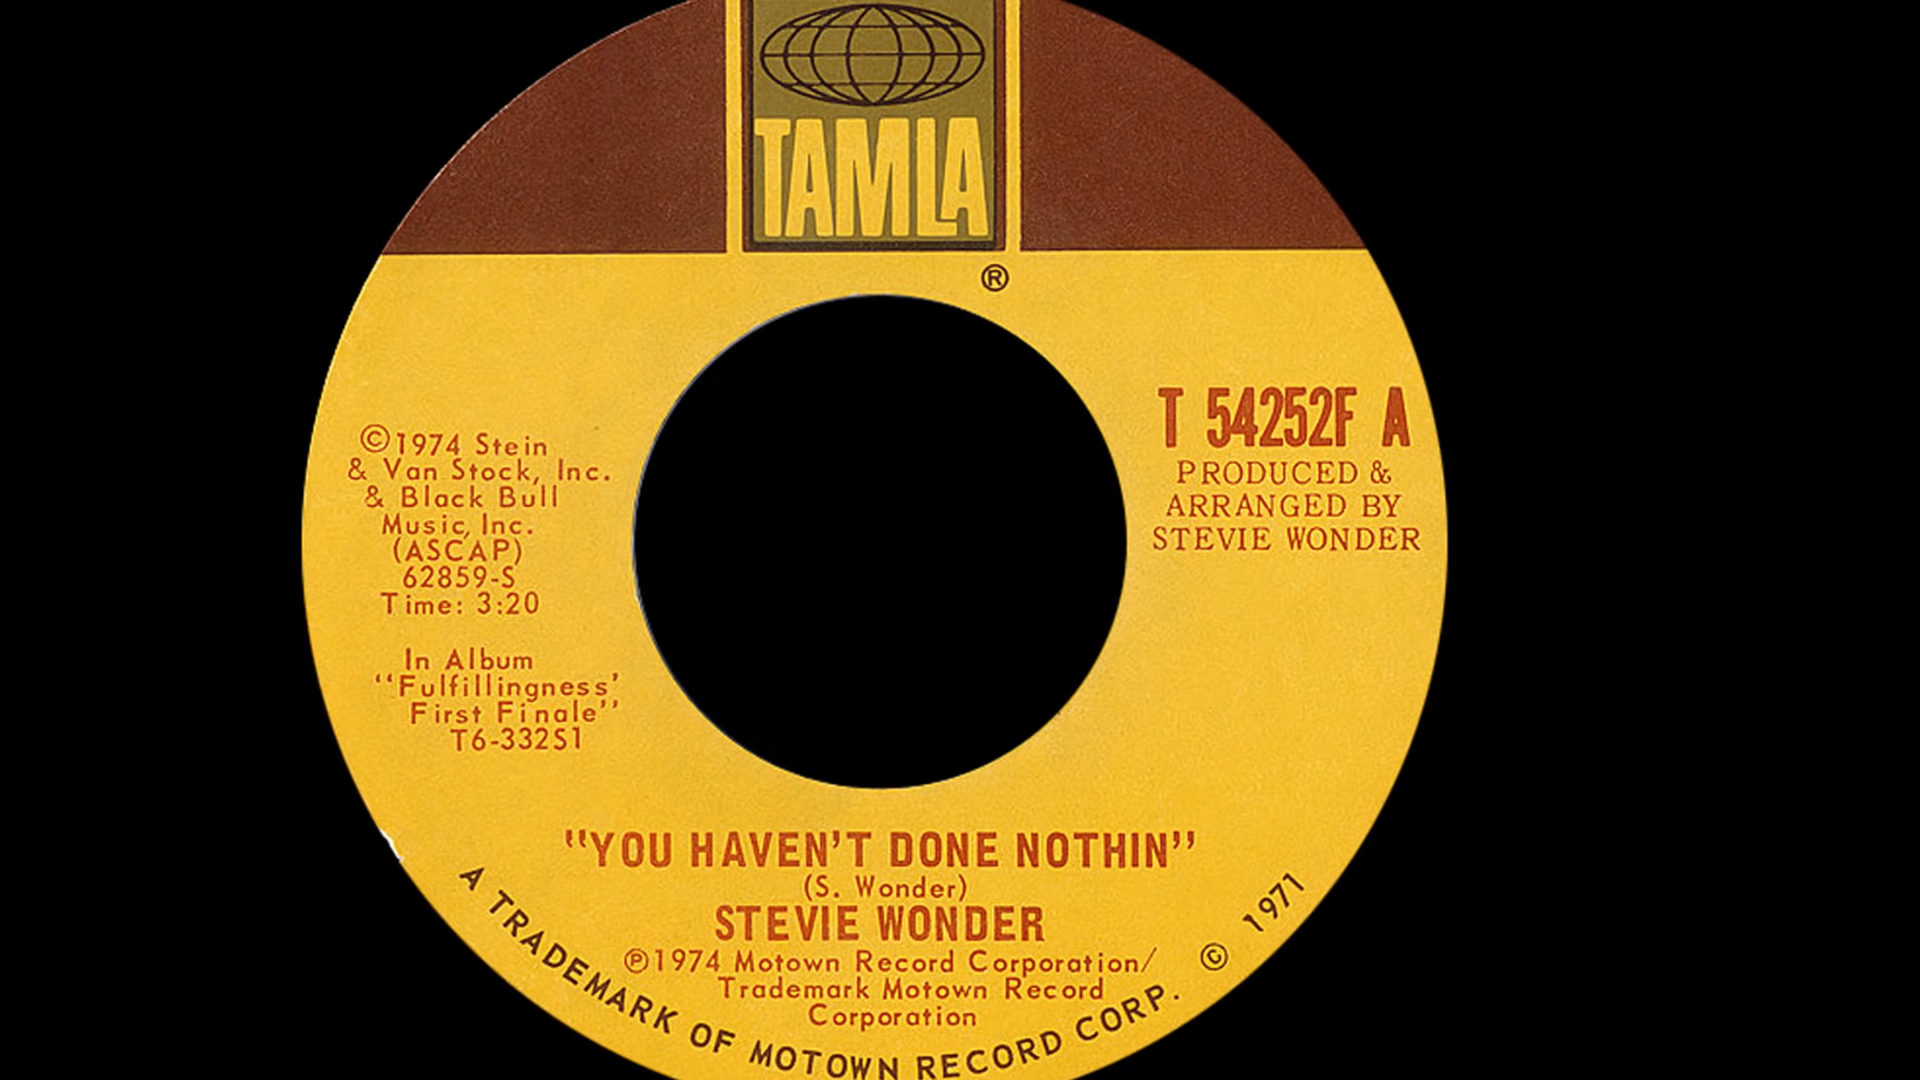 TAMLA
®
T 54252F A
PRODUCED &
ARRANGED BY
STEVIE WONDER
©1974 Stein
& Van Stock, Inc.
& Black Bull
Music, Inc.
(ASCAP)
62859-S
Time: 3:20
In Album
"Fulfillingness'
First Finale"
T6-332S1
"YOU HAVEN'T DONE NOTHIN"
(S. Wonder)
STEVIE WONDER
℗1974 Motown Record Corporation/
Trademark Motown Record
Corporation
A TRADEMARK OF MOTOWN RECORD CORP. © 1971